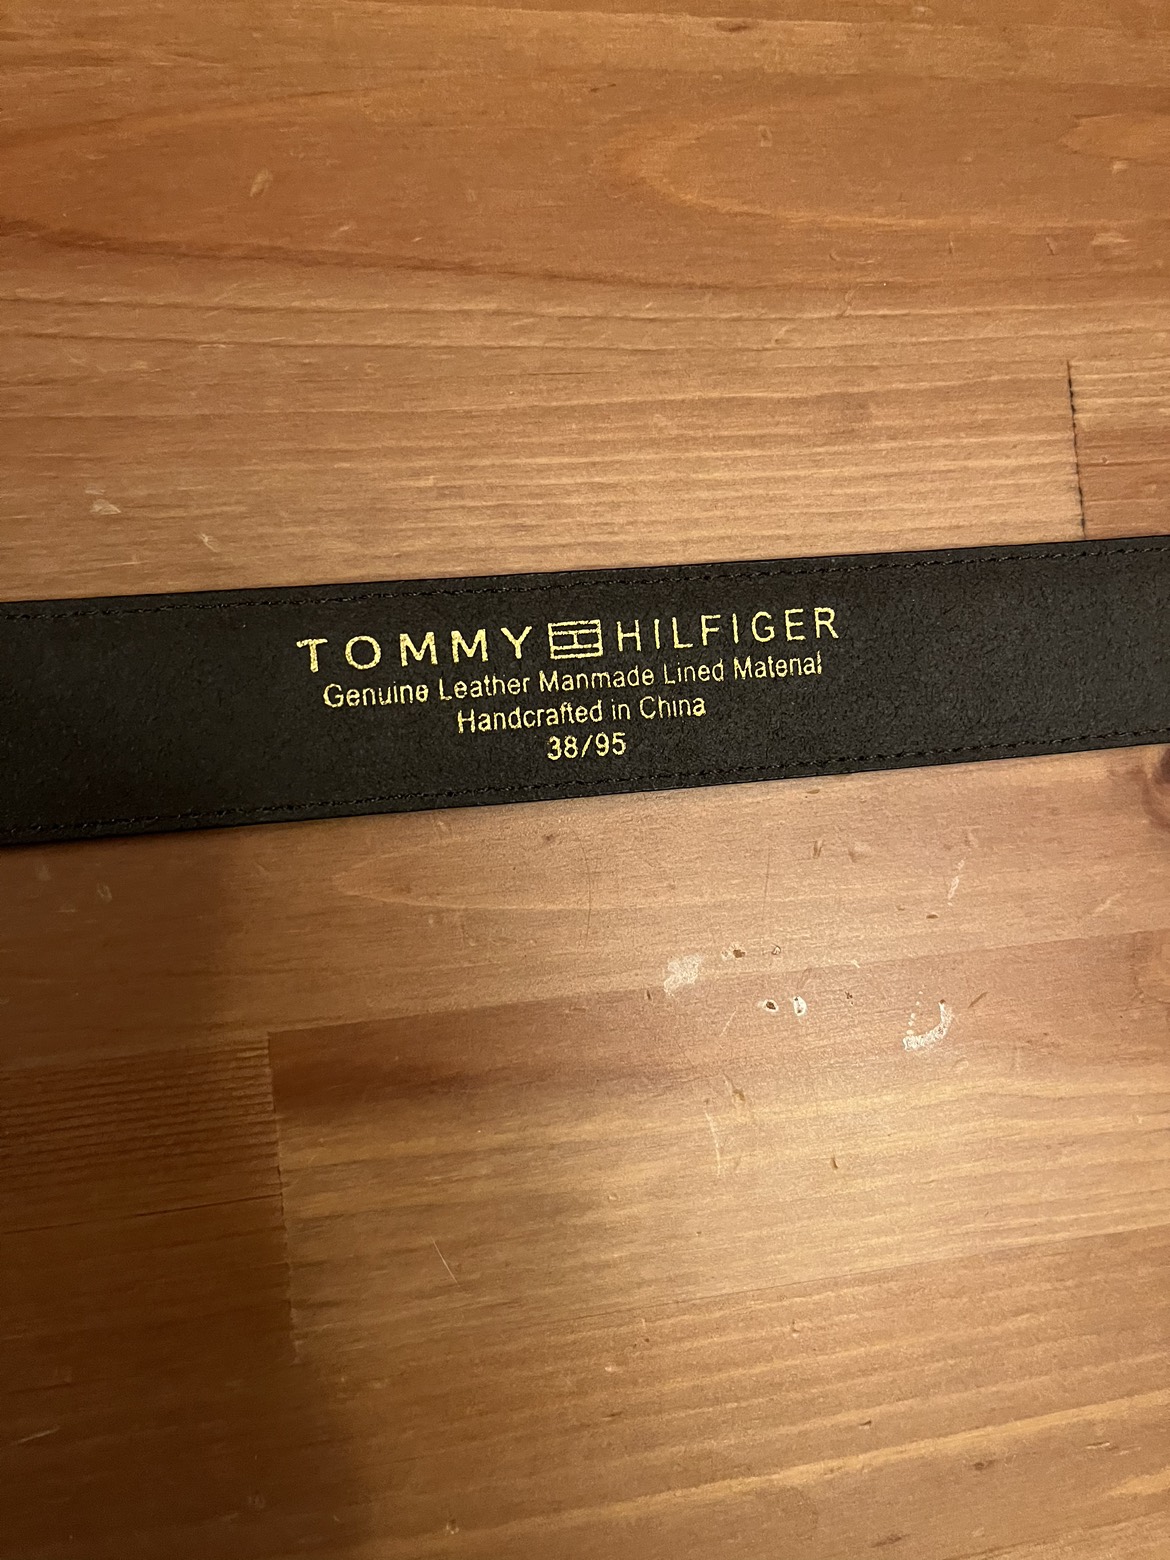 TOMMY HILFIGER
Genuine Leather Manmade Lined Material
Handcrafted in China
38/95